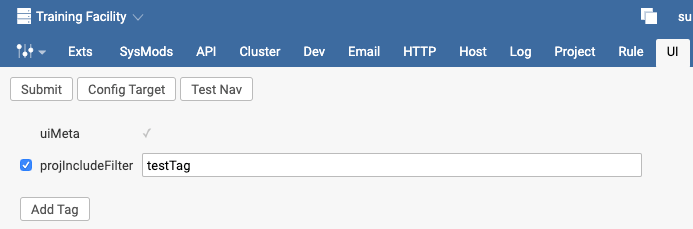 Training Facility su
Exts SysMods API Cluster Dev Email HTTP Host Log Project Rule UI
Submit Config Target Test Nav
uiMeta ✓
projIncludeFilter testTag
Add Tag